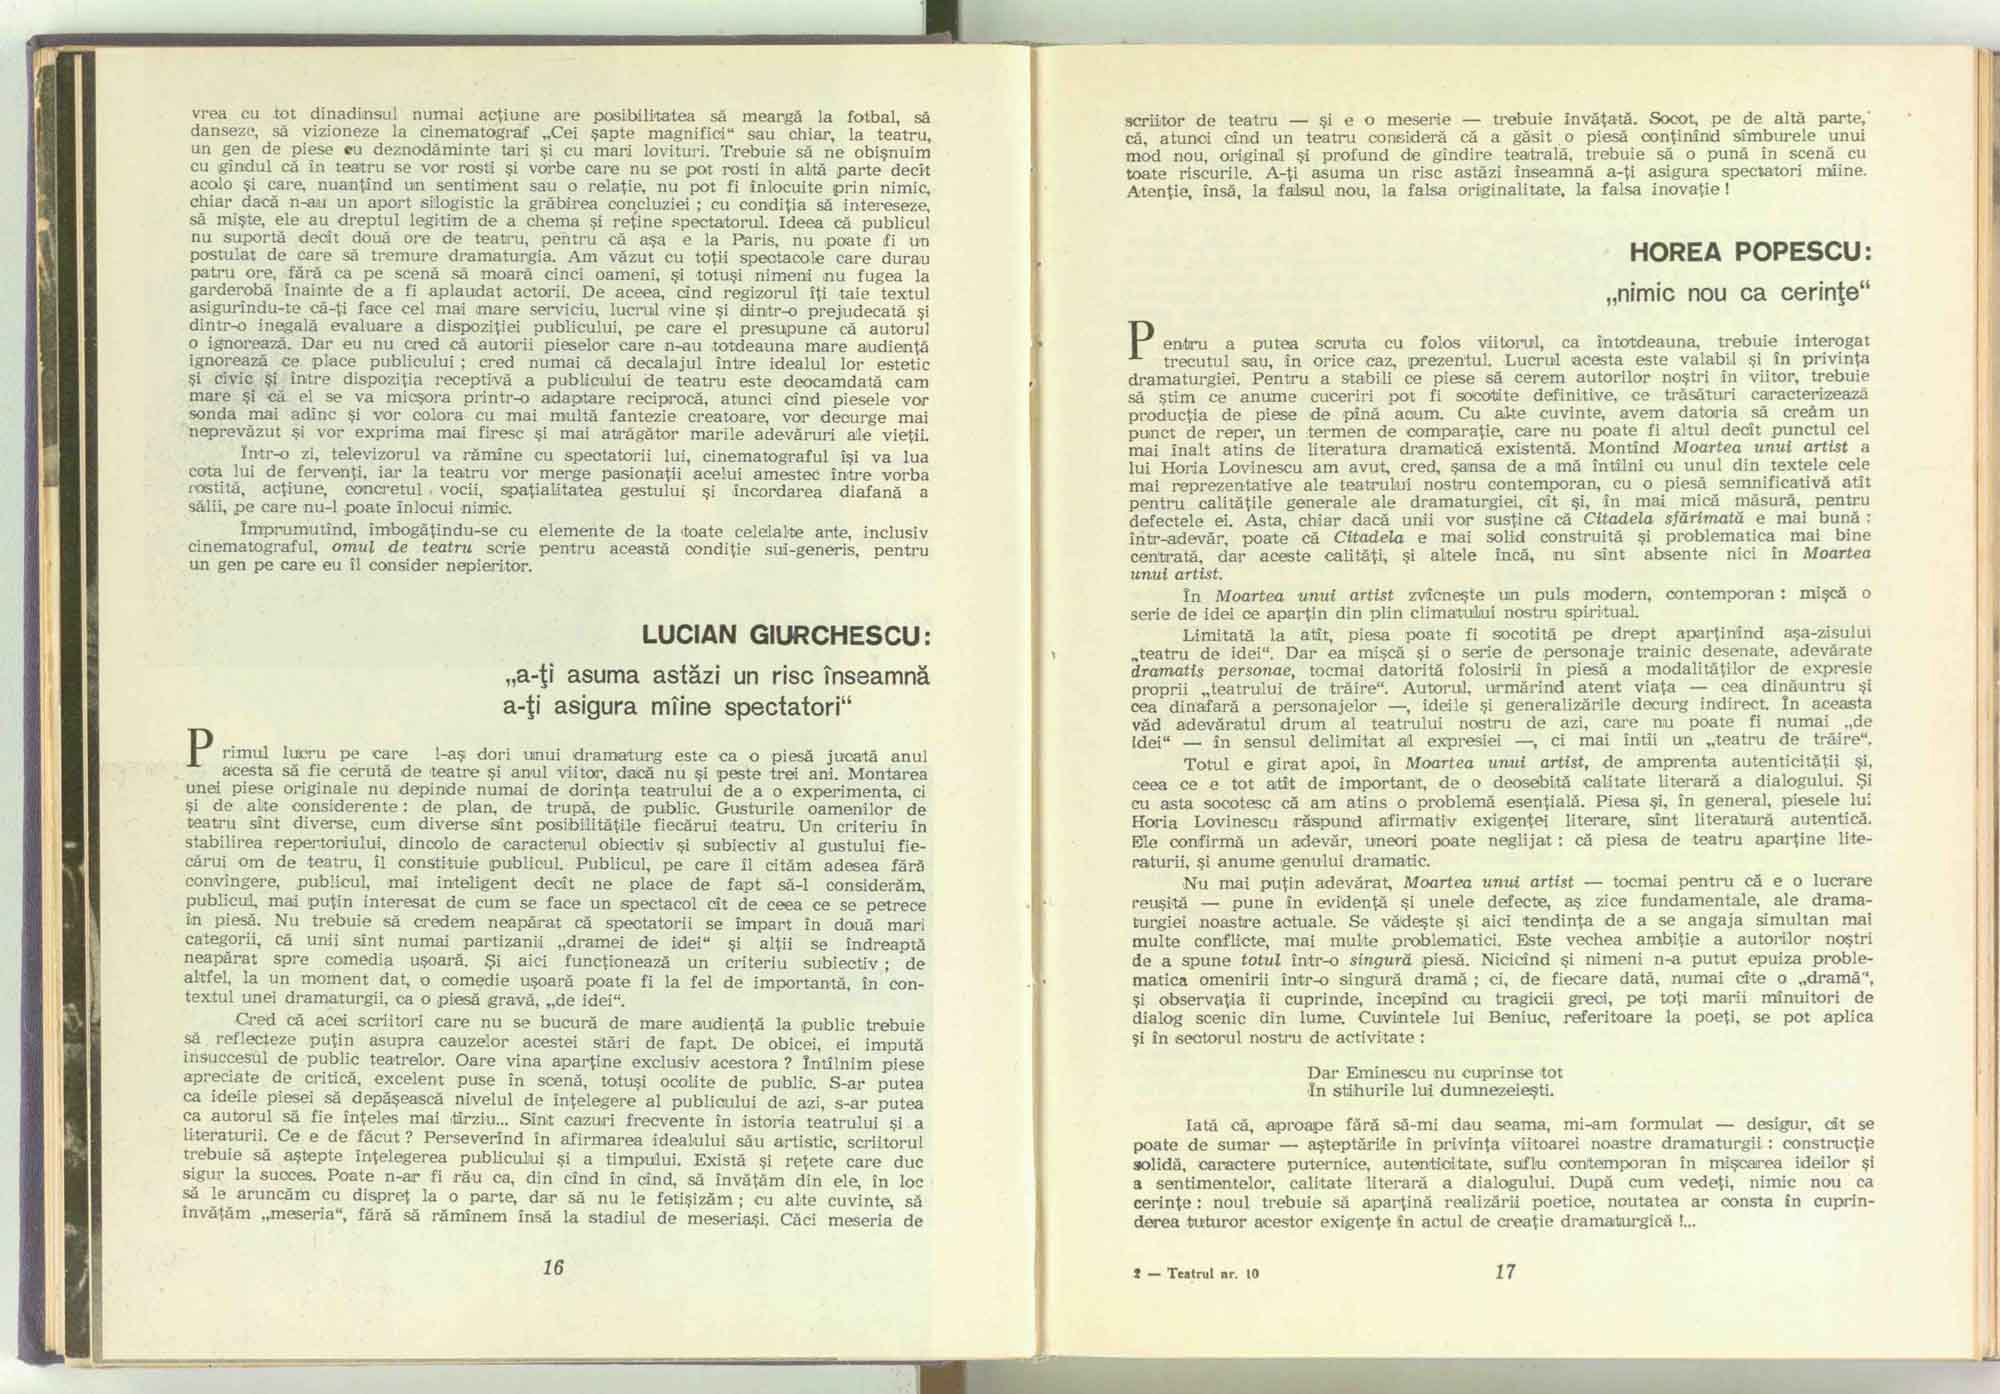 vrea cu tot dinadinsul numai acțiune are posibilitatea să meargă la fotbal, să
danseze, să vizioneze la cinematograf „Cei șapte magnifici“ sau chiar, la teatru,
un gen de piese cu deznodăminte tari și cu mari lovituri. Trebuie să ne obișnuim
cu gîndul că în teatru se vor rosti și vorbe care nu se pot rosti în altă parte decît
acolo și care, nuanțînd un sentiment sau o relație, nu pot fi înlocuite prin nimic,
chiar dacă n-au un aport silogistic la grăbirea concluziei ; cu condiția să intereseze,
să miște, ele au dreptul legitim de a chema și reține spectatorul. Ideea că publicul
nu suportă decît două ore de teatru, pentru că așa e la Paris, nu poate fi un
postulat de care să tremure dramaturgia. Am văzut cu toții spectacole care durau
patru ore, fără ca pe scenă să moară cinci oameni, și totuși nimeni nu fugea la
garderobă înainte de a fi aplaudat actorii. De aceea, cînd regizorul îți taie textul
asigurîndu-te că-ți face cel mai mare serviciu, lucrul vine și dintr-o prejudecată și
dintr-o inegală evaluare a dispoziției publicului, pe care el presupune că autorul
o ignorează. Dar eu nu cred că autorii pieselor care n-au totdeauna mare audiență
ignorează ce place publicului ; cred numai că decalajul între idealul lor estetic
și civic și între dispoziția receptivă a publicului de teatru este deocamdată cam
mare și că el se va micșora printr-o adaptare reciprocă, atunci cînd piesele vor
sonda mai adînc și vor colora cu mai multă fantezie creatoare, vor decurge mai
neprevăzut și vor exprima mai firesc și mai atrăgător marile adevăruri ale vieții.
Într-o zi, televizorul va rămîne cu spectatorii lui, cinematograful își va lua
cota lui de fervenți, iar la teatru vor merge pasionații acelui amestec între vorba
rostită, acțiune, concretul vocii, spațialitatea gestului și încordarea diafană a
sălii, pe care nu-l poate înlocui nimic.
Împrumutînd, îmbogățindu-se cu elemente de la toate celelalte arte, inclusiv
cinematograful, omul de teatru scrie pentru această condiție sui-generis, pentru
un gen pe care eu îl consider nepieritor.
LUCIAN GIURCHESCU:
„a-ți asuma astăzi un risc înseamnă
a-ți asigura mîine spectatori“
Primul lucru pe care l-aș dori unui dramaturg este ca o piesă jucată anul
acesta să fie cerută de teatre și anul viitor, dacă nu și peste trei ani. Montarea
unei piese originale nu depinde numai de dorința teatrului de a o experimenta, ci
și de alte considerente : de plan, de trupă, de public. Gusturile oamenilor de
teatru sînt diverse, cum diverse sînt posibilitățile fiecărui teatru. Un criteriu în
stabilirea repertoriului, dincolo de caracterul obiectiv și subiectiv al gustului fie-
cărui om de teatru, îl constituie publicul. Publicul, pe care îl cităm adesea fără
convingere, publicul, mai inteligent decît ne place de fapt să-l considerăm,
publicul, mai puțin interesat de cum se face un spectacol cît de ceea ce se petrece
în piesă. Nu trebuie să credem neapărat că spectatorii se împart în două mari
categorii, că unii sînt numai partizanii „dramei de idei“ și alții se îndreaptă
neapărat spre comedia ușoară. Și aici funcționează un criteriu subiectiv ; de
altfel, la un moment dat, o comedie ușoară poate fi la fel de importantă, în con-
textul unei dramaturgii, ca o piesă gravă, „de idei“.
Cred că acei scriitori care nu se bucură de mare audiență la public trebuie
să reflecteze puțin asupra cauzelor acestei stări de fapt. De obicei, ei impută
insuccesul de public teatrelor. Oare vina aparține exclusiv acestora ? Întîlnim piese
apreciate de critică, excelent puse în scenă, totuși ocolite de public. S-ar putea
ca ideile piesei să depășească nivelul de înțelegere al publicului de azi, s-ar putea
ca autorul să fie înțeles mai tîrziu... Sînt cazuri frecvente în istoria teatrului și a
literaturii. Ce e de făcut ? Perseverînd în afirmarea idealului său artistic, scriitorul
trebuie să aștepte înțelegerea publicului și a timpului. Există și rețete care duc
sigur la succes. Poate n-ar fi rău ca, din cînd în cînd, să învățăm din ele, în loc
să le aruncăm cu dispreț la o parte, dar să nu le fetișizăm ; cu alte cuvinte, să
învățăm „meseria“, fără să rămînem însă la stadiul de meseriași. Căci meseria de
16
scriitor de teatru — și e o meserie — trebuie învățată. Socot, pe de altă parte,
că, atunci cînd un teatru consideră că a găsit o piesă conținînd sîmburele unui
mod nou, original și profund de gîndire teatrală, trebuie să o pună în scenă cu
toate riscurile. A-ți asuma un risc astăzi înseamnă a-ți asigura spectatori mîine.
Atenție, însă, la falsul nou, la falsa originalitate, la falsa inovație !
HOREA POPESCU:
„nimic nou ca cerințe“
Pentru a putea scruta cu folos viitorul, ca întotdeauna, trebuie interogat
trecutul sau, în orice caz, prezentul. Lucrul acesta este valabil și în privința
dramaturgiei. Pentru a stabili ce piese să cerem autorilor noștri în viitor, trebuie
să știm ce anume cuceriri pot fi socotite definitive, ce trăsături caracterizează
producția de piese de pînă acum. Cu alte cuvinte, avem datoria să creăm un
punct de reper, un termen de comparație, care nu poate fi altul decît punctul cel
mai înalt atins de literatura dramatică existentă. Montînd Moartea unui artist a
lui Horia Lovinescu am avut, cred, șansa de a mă întîlni cu unul din textele cele
mai reprezentative ale teatrului nostru contemporan, cu o piesă semnificativă atît
pentru calitățile generale ale dramaturgiei, cît și, în mai mică măsură, pentru
defectele ei. Asta, chiar dacă unii vor susține că Citadela sfărîmată e mai bună :
într-adevăr, poate că Citadela e mai solid construită și problematica mai bine
centrată, dar aceste calități, și altele încă, nu sînt absente nici în Moartea
unui artist.
În Moartea unui artist zvîcnește un puls modern, contemporan : mișcă o
serie de idei ce aparțin din plin climatului nostru spiritual.
Limitată la atît, piesa poate fi socotită pe drept aparținînd așa-zisului
„teatru de idei“. Dar ea mișcă și o serie de personaje trainic desenate, adevărate
dramatis personae, tocmai datorită folosirii în piesă a modalităților de expresie
proprii „teatrului de trăire“. Autorul, urmărind atent viața — cea dinăuntru și
cea dinafară a personajelor —, ideile și generalizările decurg indirect. În aceasta
văd adevăratul drum al teatrului nostru de azi, care nu poate fi numai „de
idei“ — în sensul delimitat al expresiei —, ci mai întîi un „teatru de trăire“.
Totul e girat apoi, în Moartea unui artist, de amprenta autenticității și,
ceea ce e tot atît de important, de o deosebită calitate literară a dialogului. Și
cu asta socotesc că am atins o problemă esențială. Piesa și, în general, piesele lui
Horia Lovinescu răspund afirmativ exigenței literare, sînt literatură autentică.
Ele confirmă un adevăr, uneori poate neglijat : că piesa de teatru aparține lite-
raturii, și anume genului dramatic.
Nu mai puțin adevărat, Moartea unui artist — tocmai pentru că e o lucrare
reușită — pune în evidență și unele defecte, aș zice fundamentale, ale drama-
turgiei noastre actuale. Se vădește și aici tendința de a se angaja simultan mai
multe conflicte, mai multe problematici. Este vechea ambiție a autorilor noștri
de a spune totul într-o singură piesă. Nicicînd și nimeni n-a putut epuiza proble-
matica omenirii într-o singură dramă ; ci, de fiecare dată, numai cîte o „dramă“,
și observația îi cuprinde, începînd cu tragicii greci, pe toți marii mînuitori de
dialog scenic din lume. Cuvintele lui Beniuc, referitoare la poeți, se pot aplica
și în sectorul nostru de activitate :
Dar Eminescu nu cuprinse tot
În stihurile lui dumnezeiești.
Iată că, aproape fără să-mi dau seama, mi-am formulat — desigur, cît se
poate de sumar — așteptările în privința viitoarei noastre dramaturgii : construcție
solidă, caractere puternice, autenticitate, suflu contemporan în mișcarea ideilor și
a sentimentelor, calitate literară a dialogului. După cum vedeți, nimic nou ca
cerințe : noul trebuie să aparțină realizării poetice, noutatea ar consta în cuprin-
derea tuturor acestor exigențe în actul de creație dramaturgică !...
2 — Teatrul nr. 10
17